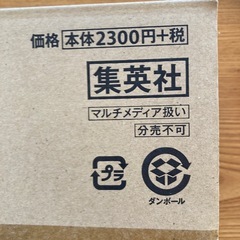 価格 本体2300円+税
集英社
マルチメディア扱い
分売不可
プラ
ダンボール